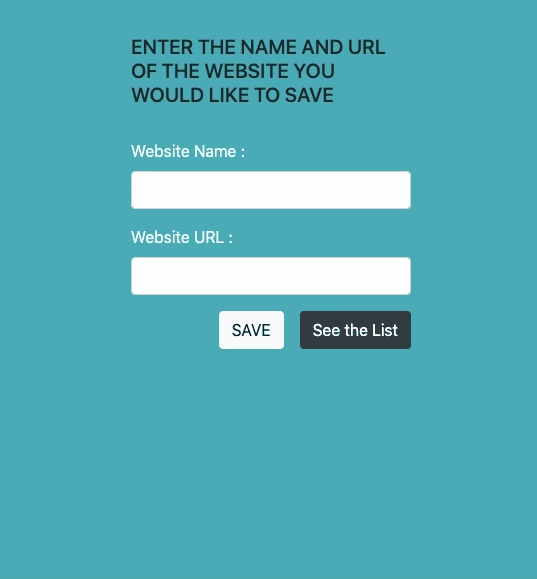 ENTER THE NAME AND URL
OF THE WEBSITE YOU
WOULD LIKE TO SAVE
Website Name :
Website URL :
SAVE See the List